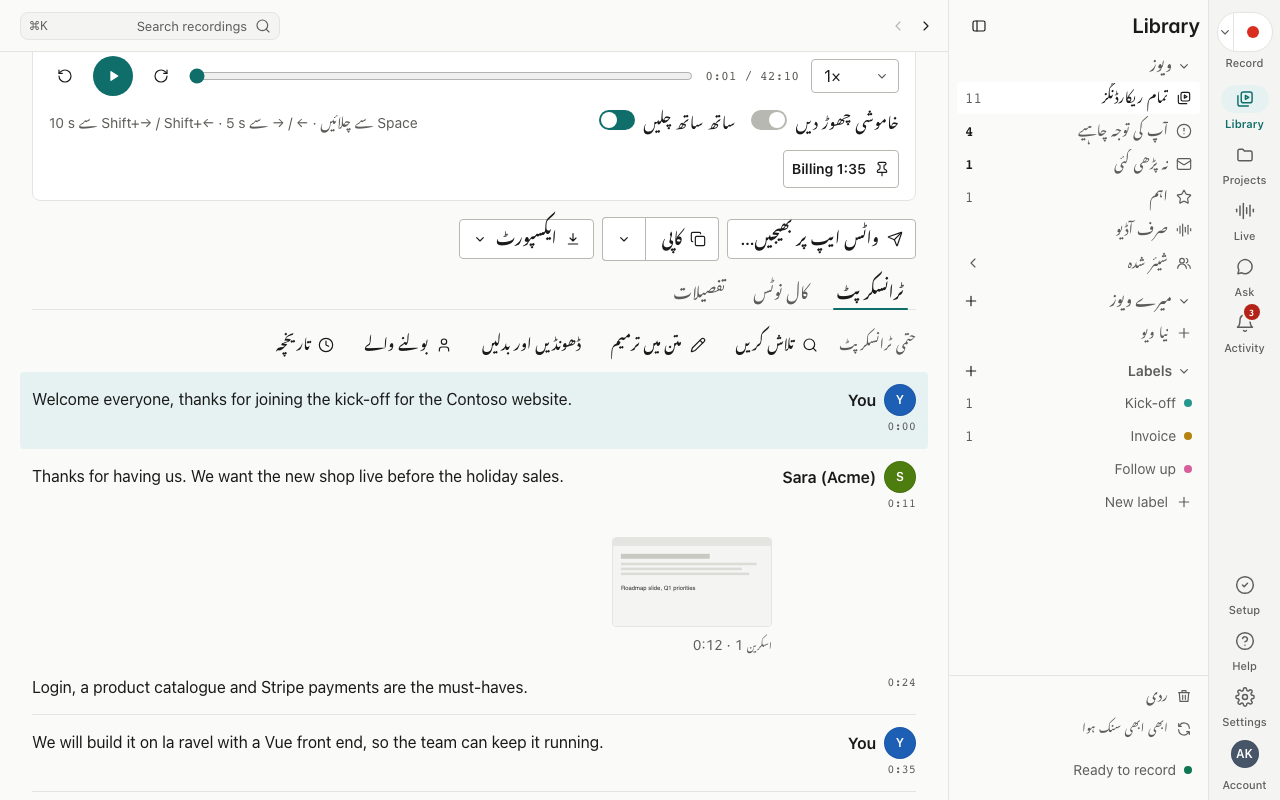 Record
Library
Projects
Live
Ask
3
Activity
Setup
Help
Settings
AK
Account
Library
ویوز
تمام ریکارڈنگز 11
آپ کی توجہ چاہیے 4
نہ پڑھی گئی 1
اہم 1
صرف آڈیو
شیئر شدہ
میرے ویوز
نیا ویو
Labels
Kick-off 1
Invoice 1
Follow up
New label
ردی
ابھی ابھی سنک ہوا
Ready to record
Search recordings ⌘K
0:01 / 42:10 1×
خاموشی چھوڑ دیں ساتھ ساتھ چلیں
Space سے چلائیں · ← / → سے 5 s · Shift+← / Shift+→ سے 10 s
Billing 1:35
واٹس ایپ پر بھیجیں... کاپی ایکسپورٹ
ٹرانسکرپٹ کال نوٹس تفصیلات
حتمی ٹرانسکرپٹ تلاش کریں متن میں ترمیم ڈھونڈیں اور بدلیں بولنے والے تاریخچہ
Y You
0:00
Welcome everyone, thanks for joining the kick-off for the Contoso website.
S Sara (Acme)
0:11
Thanks for having us. We want the new shop live before the holiday sales.
Roadmap slide, Q1 priorities
اسکرین 1 · 0:12
0:24
Login, a product catalogue and Stripe payments are the must-haves.
Y You
0:35
We will build it on la ravel with a Vue front end, so the team can keep it running.